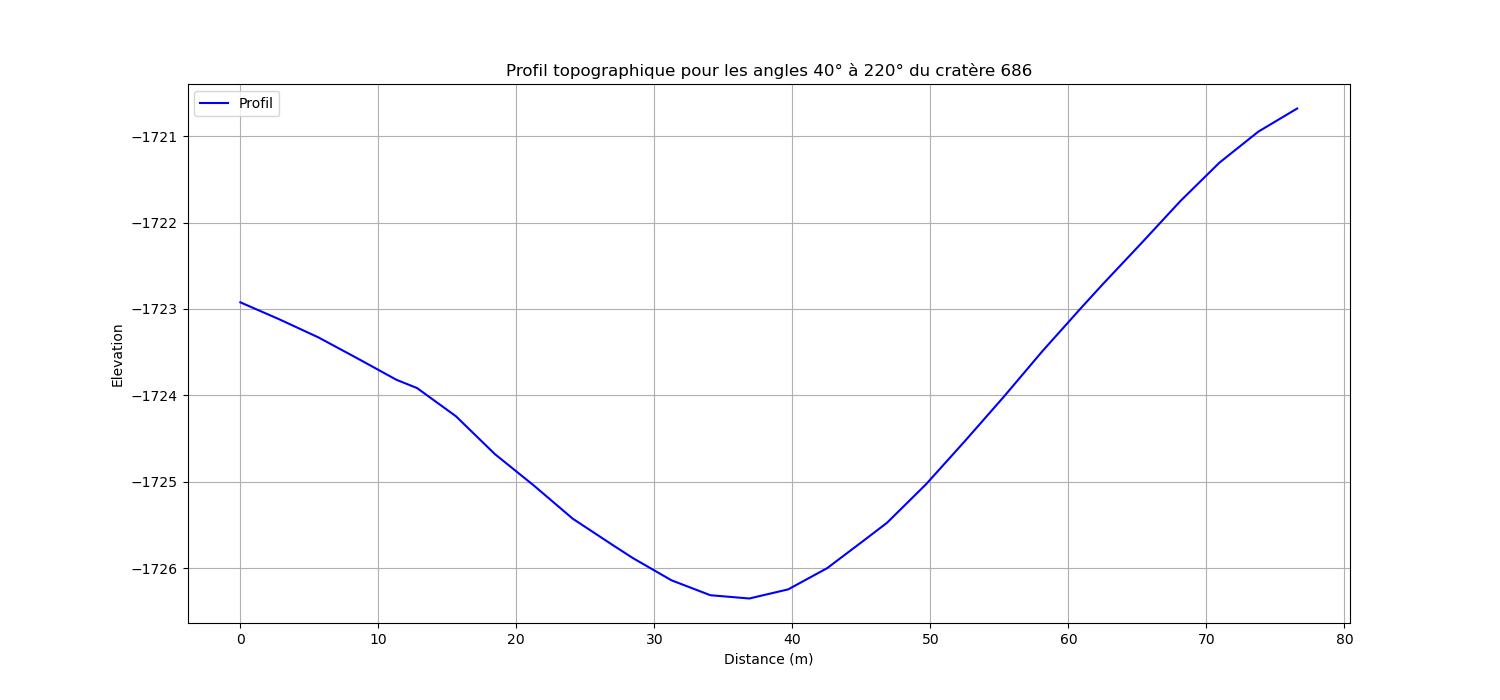 Profil topographique pour les angles 40° à 220° du cratère 686
Profil
−1721
−1722
−1723
−1724
−1725
−1726
Elevation
0 10 20 30 40 50 60 70 80
Distance (m)